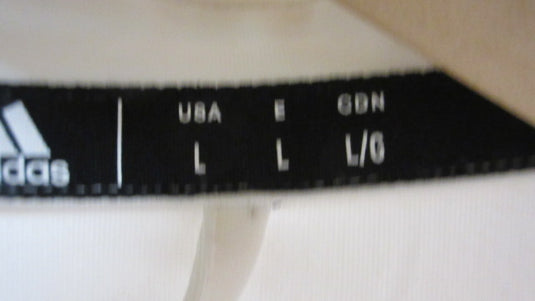 adidas
USA E CDN
L L L/G